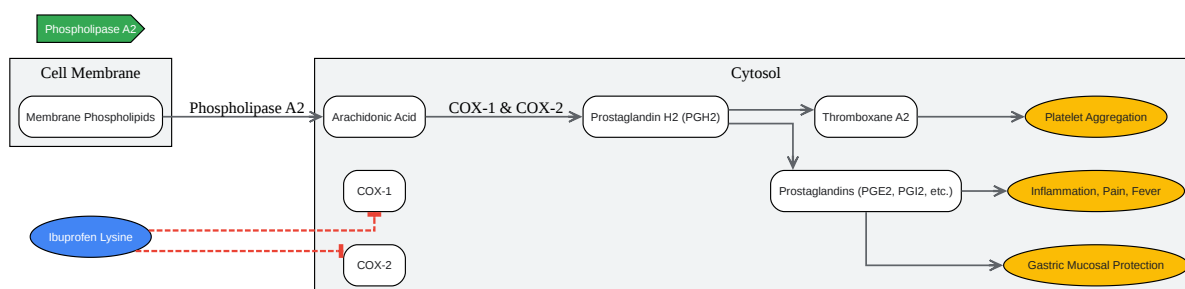 Phospholipase A2
Cell Membrane
Cytosol
Membrane Phospholipids
Phospholipase A2
Arachidonic Acid
COX-1 & COX-2
Prostaglandin H2 (PGH2)
Thromboxane A2
Platelet Aggregation
COX-1
Prostaglandins (PGE2, PGI2, etc.)
Inflammation, Pain, Fever
Ibuprofen Lysine
COX-2
Gastric Mucosal Protection